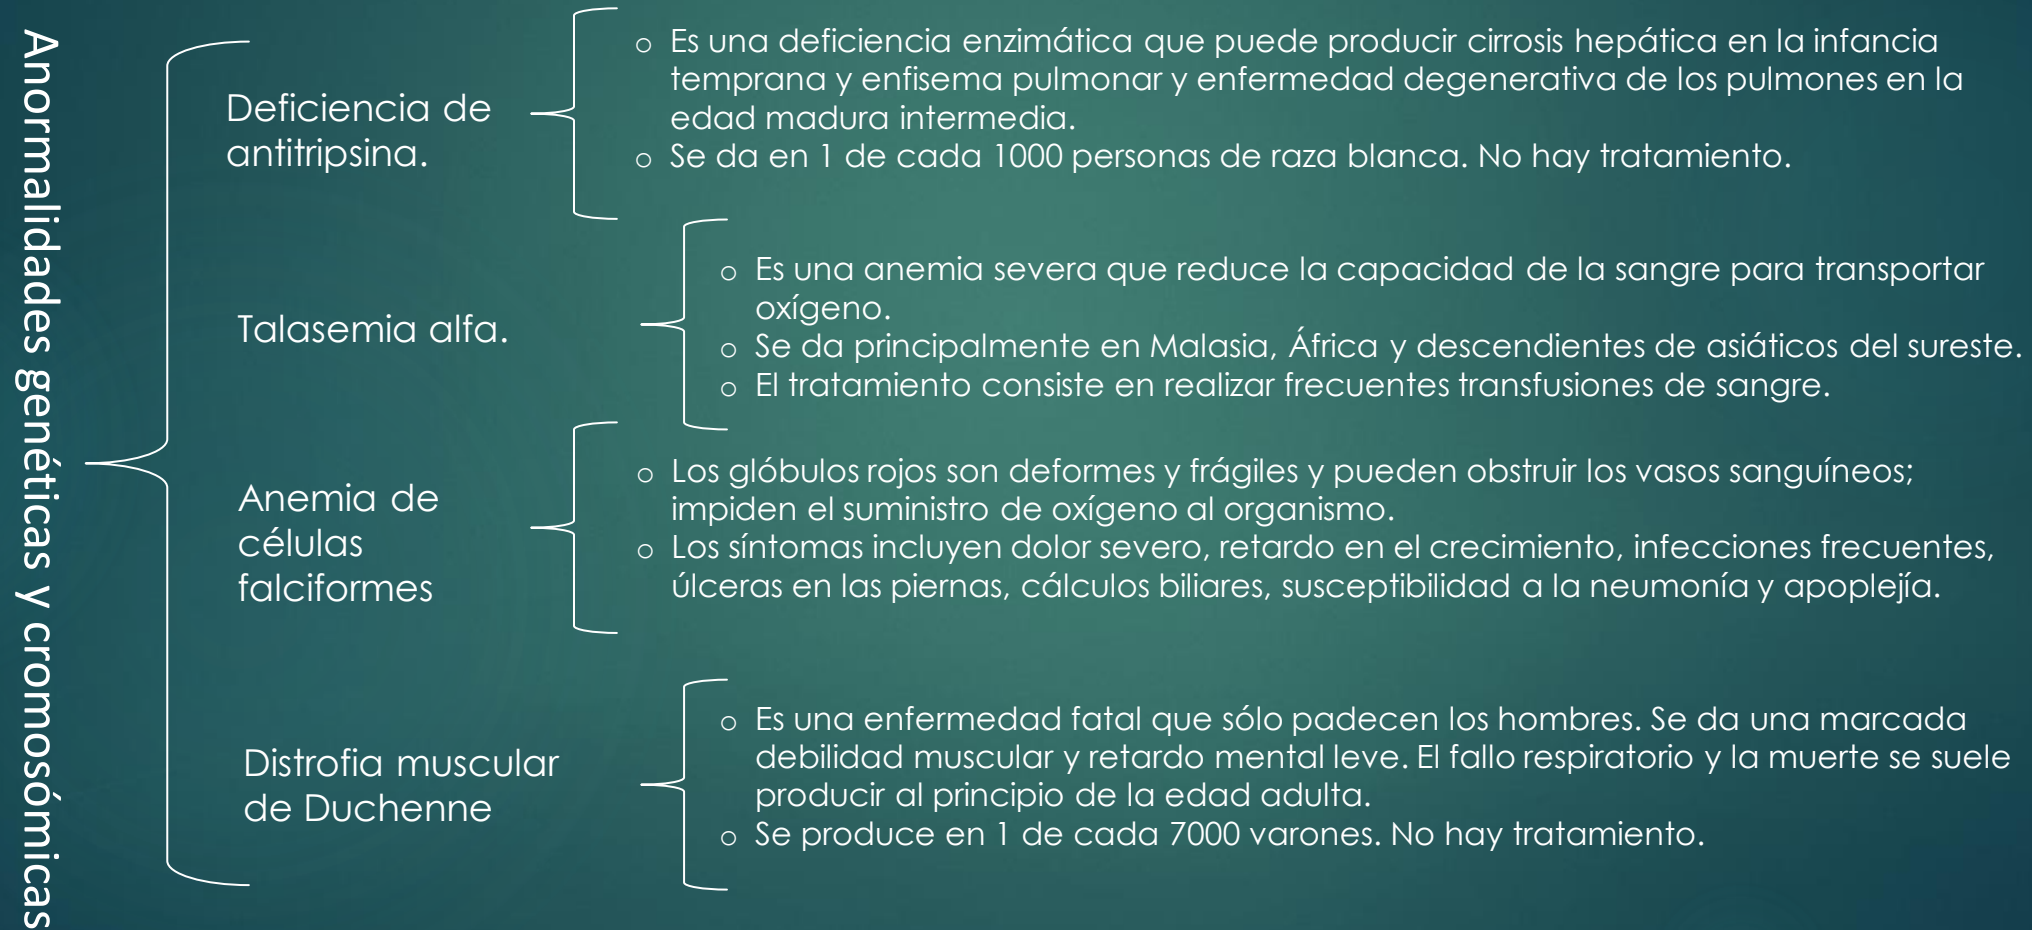 Anormalidades genéticas y cromosómicas
Deficiencia de
antitripsina.
o Es una deficiencia enzimática que puede producir cirrosis hepática en la infancia
temprana y enfisema pulmonar y enfermedad degenerativa de los pulmones en la
edad madura intermedia.
o Se da en 1 de cada 1000 personas de raza blanca. No hay tratamiento.
Talasemia alfa.
o Es una anemia severa que reduce la capacidad de la sangre para transportar
oxígeno.
o Se da principalmente en Malasia, África y descendientes de asiáticos del sureste.
o El tratamiento consiste en realizar frecuentes transfusiones de sangre.
Anemia de
células
falciformes
o Los glóbulos rojos son deformes y frágiles y pueden obstruir los vasos sanguíneos;
impiden el suministro de oxígeno al organismo.
o Los síntomas incluyen dolor severo, retardo en el crecimiento, infecciones frecuentes,
úlceras en las piernas, cálculos biliares, susceptibilidad a la neumonía y apoplejía.
Distrofia muscular
de Duchenne
o Es una enfermedad fatal que sólo padecen los hombres. Se da una marcada
debilidad muscular y retardo mental leve. El fallo respiratorio y la muerte se suele
producir al principio de la edad adulta.
o Se produce en 1 de cada 7000 varones. No hay tratamiento.